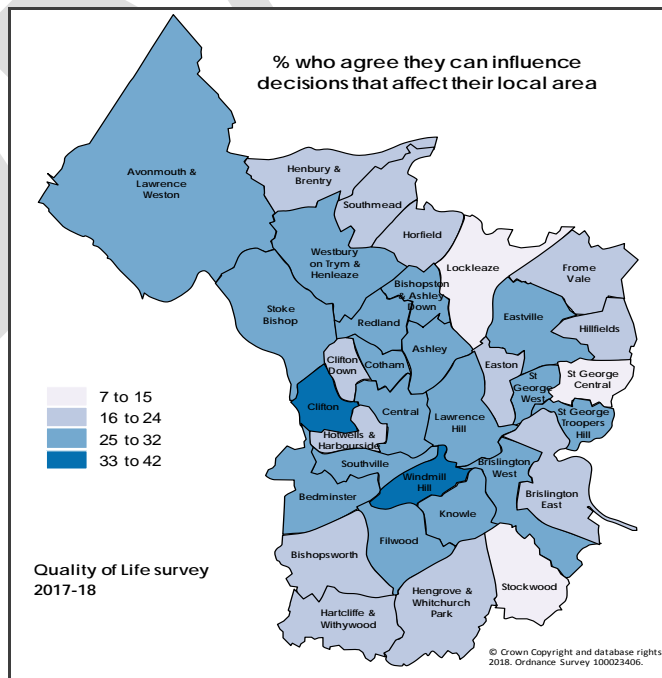 % who agree they can influence
decisions that affect their local area
Avonmouth &
Lawrence
Weston
Henbury &
Brentry
Southmead
Horfield
Lockleaze
Frome
Vale
Westbury
on Trym &
Henleaze
Bishopston
& Ashley
Down
Stoke
Bishop
Redland
Eastville
Hillfields
Clifton
Down
Cotham
Ashley
Easton
St
George
West
St George
Central
Clifton
Central
Lawrence
Hill
St George
Troopers
Hill
Hotwells &
Harbourside
Southville
Windmill
Hill
Brislington
West
Bedminster
Knowle
Brislington
East
Filwood
Bishopsworth
Stockwood
Hengrove &
Whitchurch
Park
Hartcliffe &
Withywood
7 to 15
16 to 24
25 to 32
33 to 42
Quality of Life survey
2017-18
© Crown Copyright and database rights
2018. Ordnance Survey 100023406.